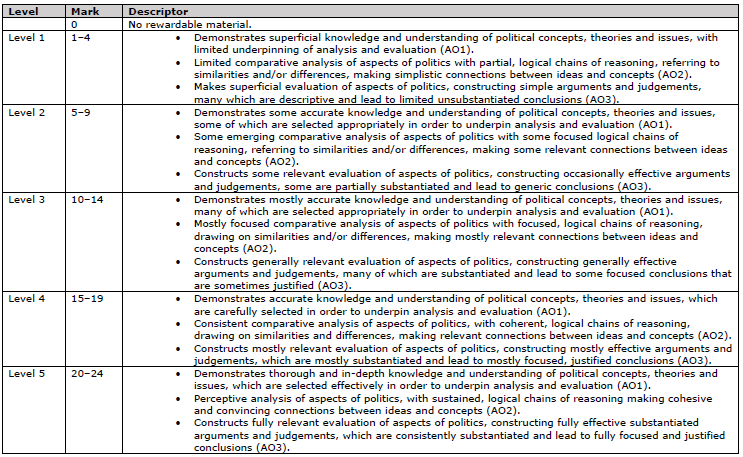 Level Mark Descriptor
0 No rewardable material.
Level 1 1–4 • Demonstrates superficial knowledge and understanding of political concepts, theories and issues, with
limited underpinning of analysis and evaluation (AO1).
• Limited comparative analysis of aspects of politics with partial, logical chains of reasoning, referring to
similarities and/or differences, making simplistic connections between ideas and concepts (AO2).
• Makes superficial evaluation of aspects of politics, constructing simple arguments and judgements,
many which are descriptive and lead to limited unsubstantiated conclusions (AO3).
Level 2 5–9 • Demonstrates some accurate knowledge and understanding of political concepts, theories and issues,
some of which are selected appropriately in order to underpin analysis and evaluation (AO1).
• Some emerging comparative analysis of aspects of politics with some focused logical chains of
reasoning, referring to similarities and/or differences, making some relevant connections between ideas
and concepts (AO2).
• Constructs some relevant evaluation of aspects of politics, constructing occasionally effective arguments
and judgements, some are partially substantiated and lead to generic conclusions (AO3).
Level 3 10–14 • Demonstrates mostly accurate knowledge and understanding of political concepts, theories and issues,
many of which are selected appropriately in order to underpin analysis and evaluation (AO1).
• Mostly focused comparative analysis of aspects of politics with focused, logical chains of reasoning,
drawing on similarities and/or differences, making mostly relevant connections between ideas and
concepts (AO2).
• Constructs generally relevant evaluation of aspects of politics, constructing generally effective
arguments and judgements, many of which are substantiated and lead to some focused conclusions that
are sometimes justified (AO3).
Level 4 15–19 • Demonstrates accurate knowledge and understanding of political concepts, theories and issues, which
are carefully selected in order to underpin analysis and evaluation (AO1).
• Consistent comparative analysis of aspects of politics, with coherent, logical chains of reasoning,
drawing on similarities and differences, making relevant connections between ideas and concepts (AO2).
• Constructs mostly relevant evaluation of aspects of politics, constructing mostly effective arguments and
judgements, which are mostly substantiated and lead to mostly focused, justified conclusions (AO3).
Level 5 20–24 • Demonstrates thorough and in-depth knowledge and understanding of political concepts, theories and
issues, which are selected effectively in order to underpin analysis and evaluation (AO1).
• Perceptive analysis of aspects of politics, with sustained, logical chains of reasoning making cohesive
and convincing connections between ideas and concepts (AO2).
• Constructs fully relevant evaluation of aspects of politics, constructing fully effective substantiated
arguments and judgements, which are consistently substantiated and lead to fully focused and justified
conclusions (AO3).